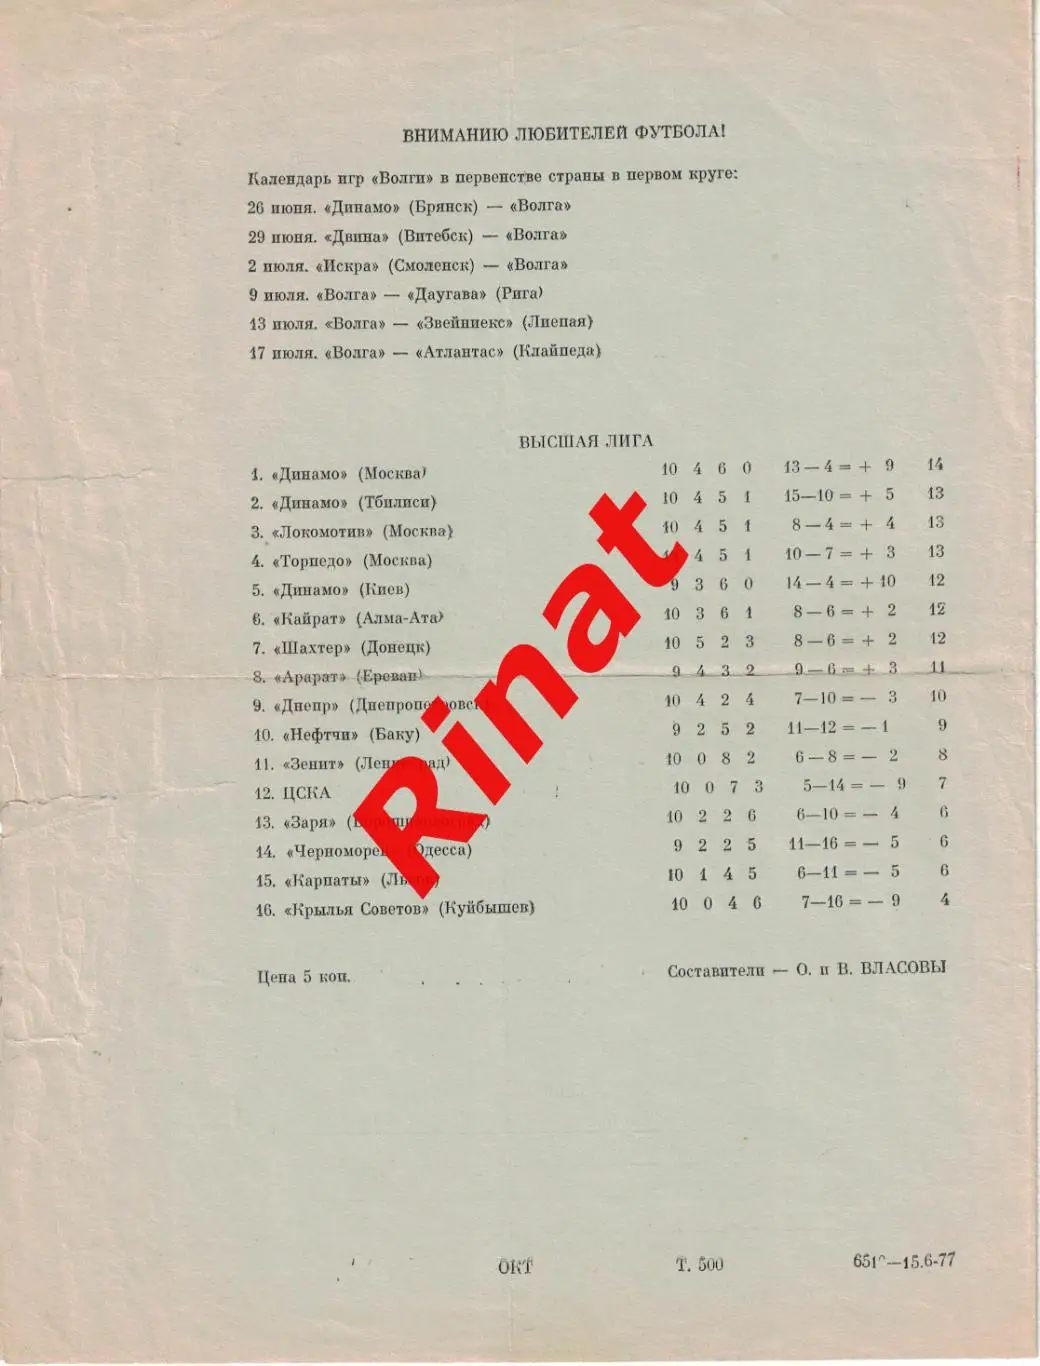 ВНИМАНИЮ ЛЮБИТЕЛЕЙ ФУТБОЛА!
Календарь игр «Волги» в первенстве страны в первом круге:
26 июня. «Динамо» (Брянск) — «Волга»
29 июня. «Двина» (Витебск) — «Волга»
2 июля. «Искра» (Смоленск) — «Волга»
9 июля. «Волга» — «Даугава» (Рига)
13 июля. «Волга» — «Звейниекс» (Лиепая)
17 июля. «Волга» — «Атлантас» (Клайпеда)
ВЫСШАЯ ЛИГА
1. «Динамо» (Москва) 10 4 6 0 13—4 = + 9 14
2. «Динамо» (Тбилиси) 10 4 5 1 15—10 = + 5 13
3. «Локомотив» (Москва) 10 4 5 1 8—4 = + 4 13
4. «Торпедо» (Москва) 4 5 1 10—7 = + 3 13
5. «Динамо» (Киев) 9 3 6 0 14—4 = +10 12
6. «Кайрат» (Алма-Ата) 10 3 6 1 8—6 = + 2 12
7. «Шахтер» (Донецк) 10 5 2 3 8—6 = + 2 12
8. «Арарат» (Ереван) 9 4 3 2 9—6 = + 3 11
9. «Днепр» (Днепропетровск) 10 4 2 4 7—10 = — 3 10
10. «Нефтчи» (Баку) 9 2 5 2 11—12 = —1 9
11. «Зенит» (Ленинград) 10 0 8 2 6—8 = — 2 8
12. ЦСКА 10 0 7 3 5—14 = — 9 7
13. «Заря» 10 2 2 6 6—10 = — 4 6
14. «Черноморец» (Одесса) 9 2 2 5 11—16 = — 5 6
15. «Карпаты» (Львов) 10 1 4 5 6—11 = — 5 6
16. «Крылья Советов» (Куйбышев) 10 0 4 6 7—16 = — 9 4
Rinat
Цена 5 коп. Составители — О. и В. ВЛАСОВЫ
ОКТ Т. 500 —15.6-77